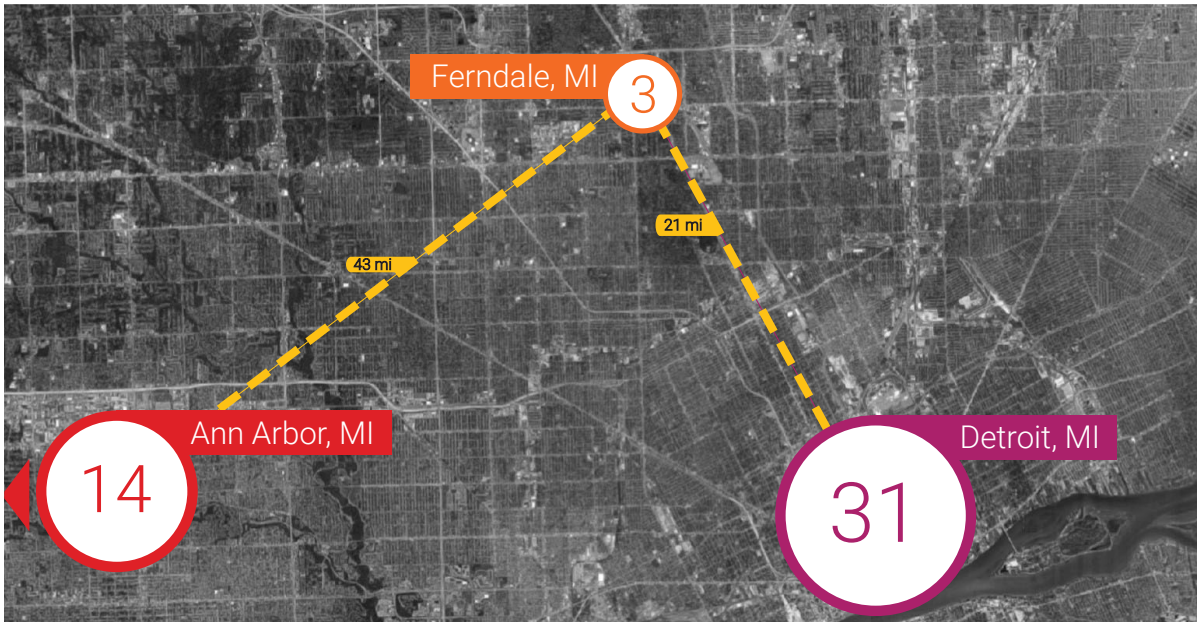 Ferndale, MI
3
21 mi
43 mi
Ann Arbor, MI
14
Detroit, MI
31